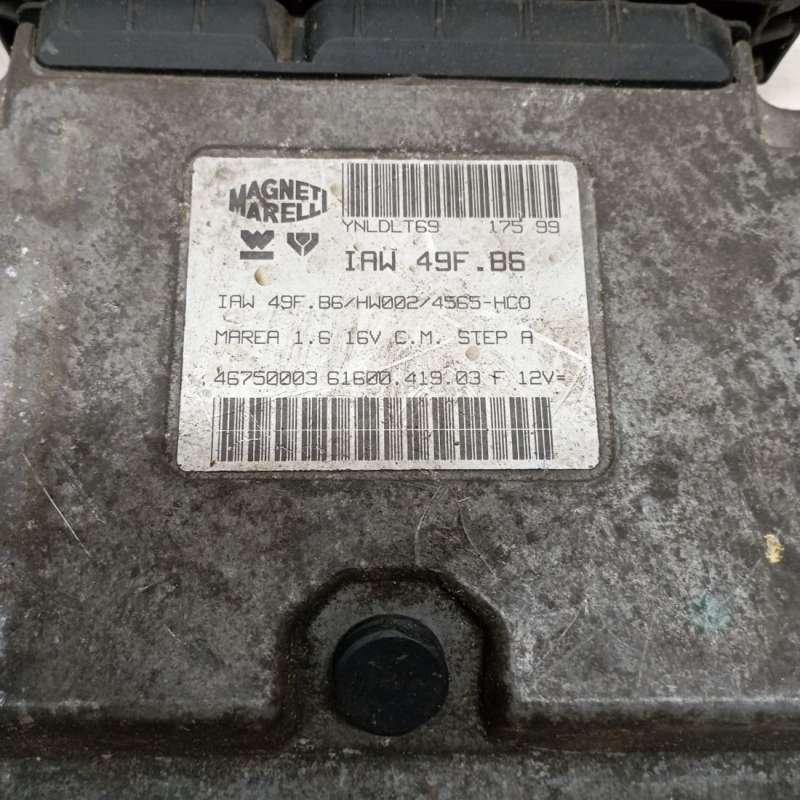 MAGNETI
MARELLI
YNLDLT69 175 99
IAW 49F.B6
IAW 49F.B6/HW002/4565-HCO
MAREA 1.6 16V C.M. STEP A
46750003 61600.419.03 F 12V=